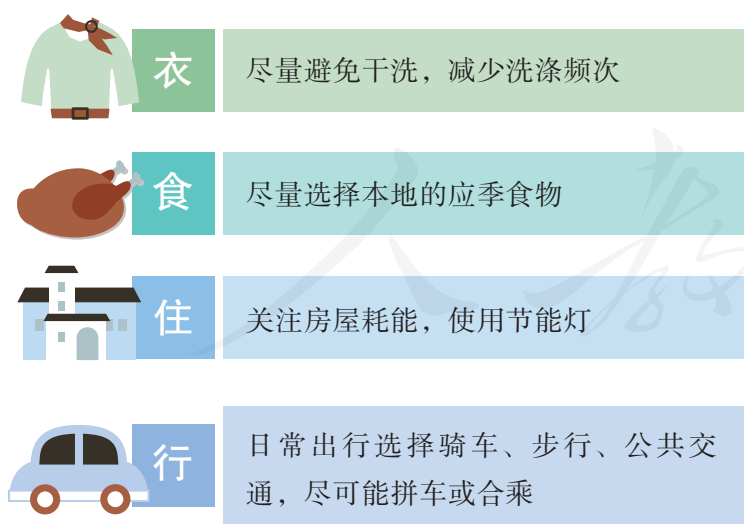 衣
尽量避免干洗，减少洗涤频次
食
尽量选择本地的应季食物
住
关注房屋耗能，使用节能灯
行
日常出行选择骑车、步行、公共交
通，尽可能拼车或合乘
人教